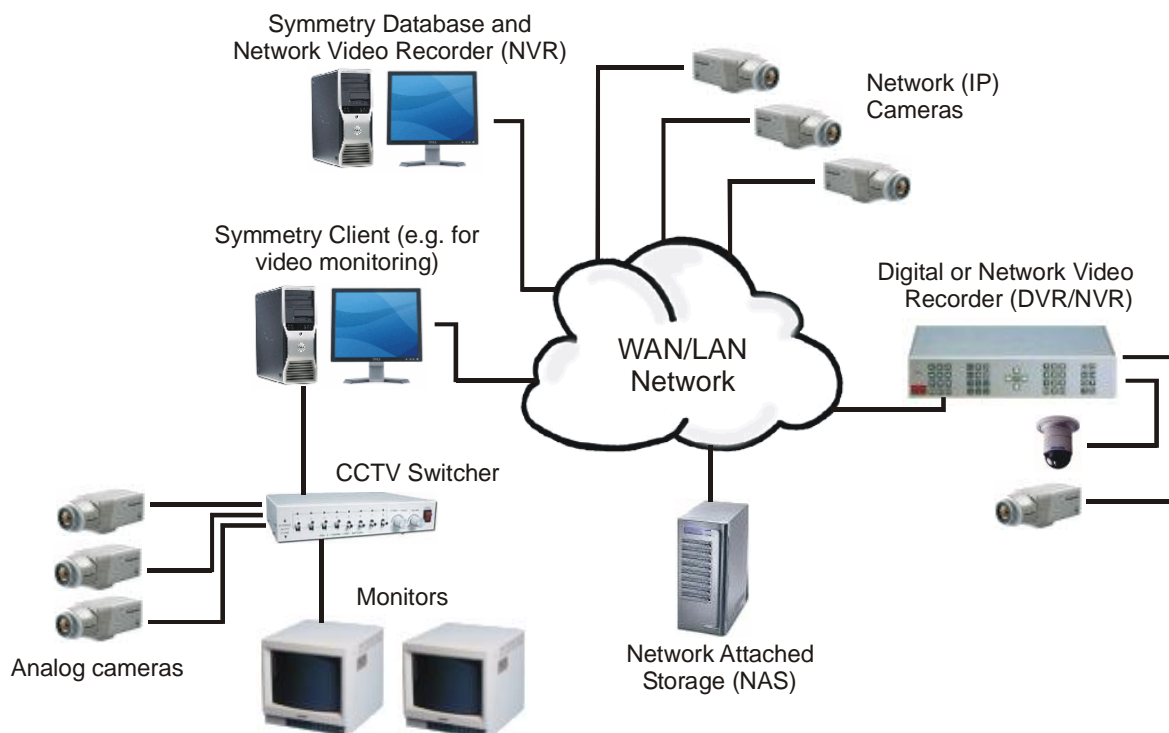 Symmetry Database and
Network Video Recorder (NVR)
Network (IP)
Cameras
Symmetry Client (e.g. for
video monitoring)
Digital or Network Video
Recorder (DVR/NVR)
WAN/LAN
Network
CCTV Switcher
Monitors
Analog cameras
Network Attached
Storage (NAS)